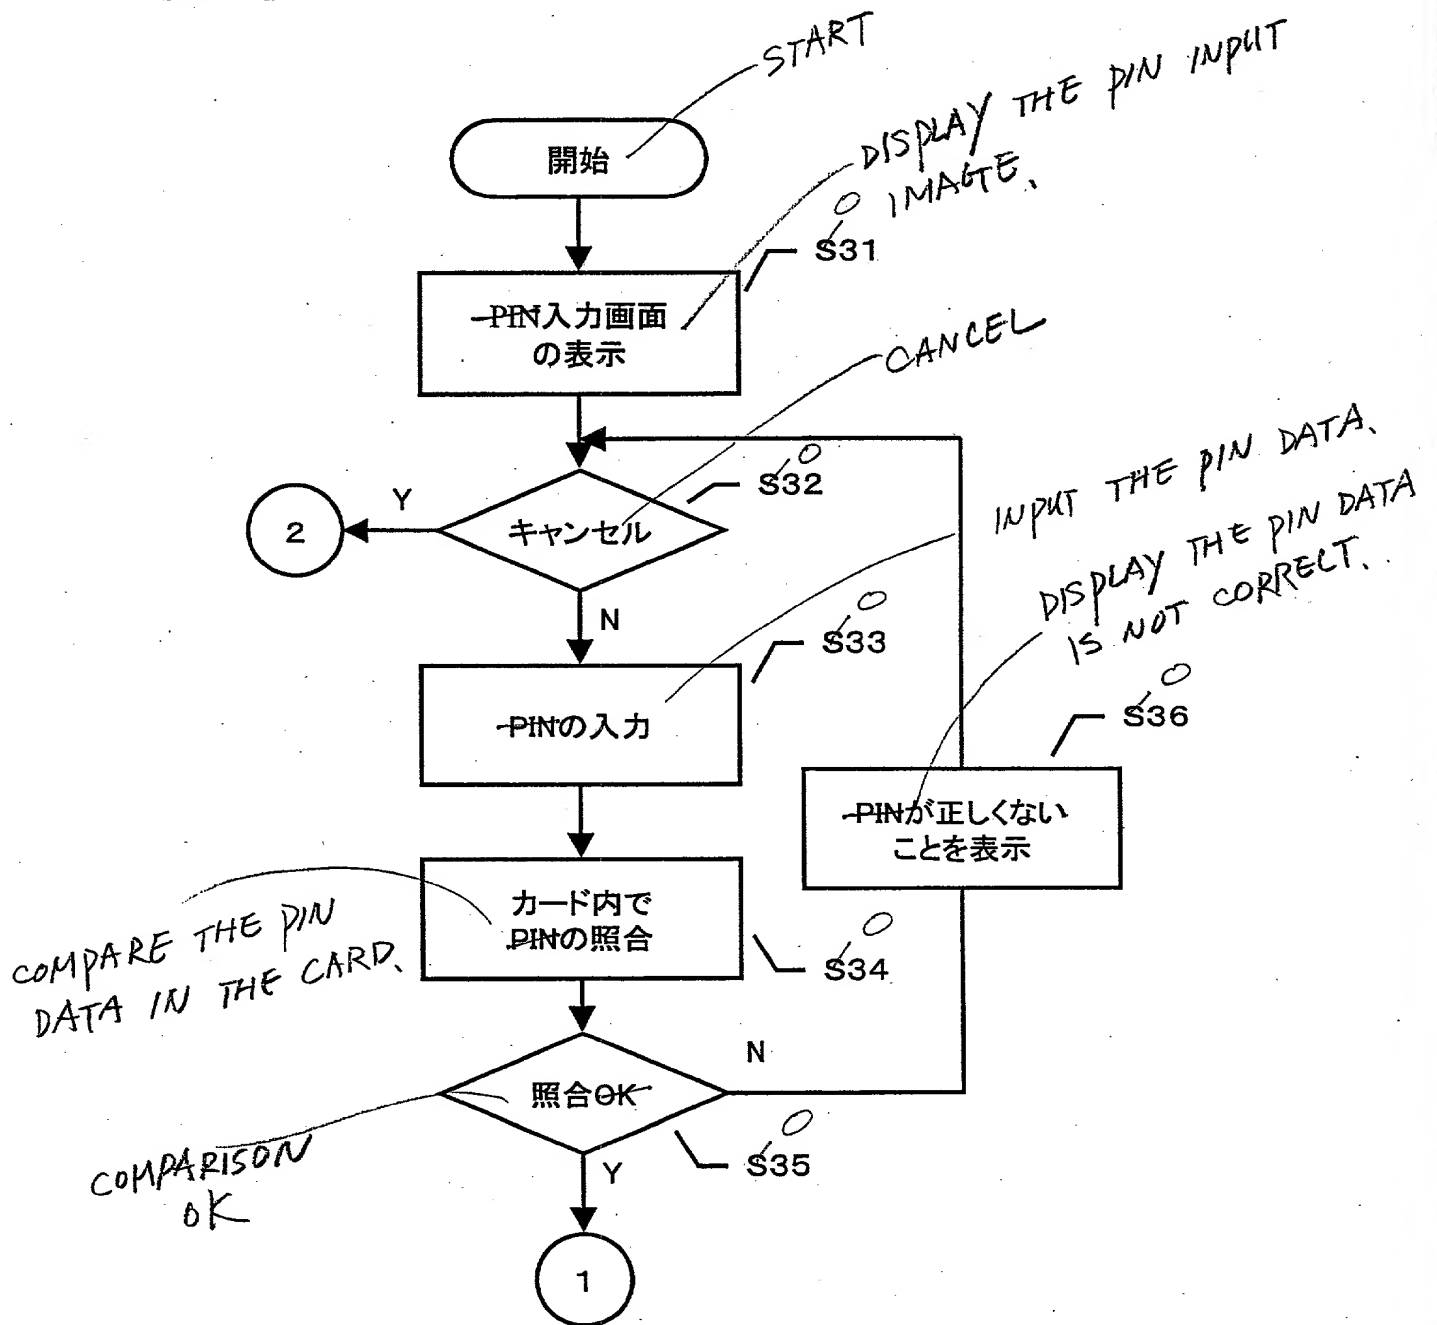 START
開始
DISPLAY THE PIN INPUT
IMAGE.
S31
PIN入力画面
の表示
CANCEL
S32
Y
2
キャンセル
N
INPUT THE PIN DATA.
S33
PINの入力
DISPLAY THE PIN DATA
IS NOT CORRECT.
S36
PINが正しくない
ことを表示
COMPARE THE PIN
DATA IN THE CARD.
カード内で
PINの照合
S34
N
照合OK
COMPARISON
OK
S35
Y
1